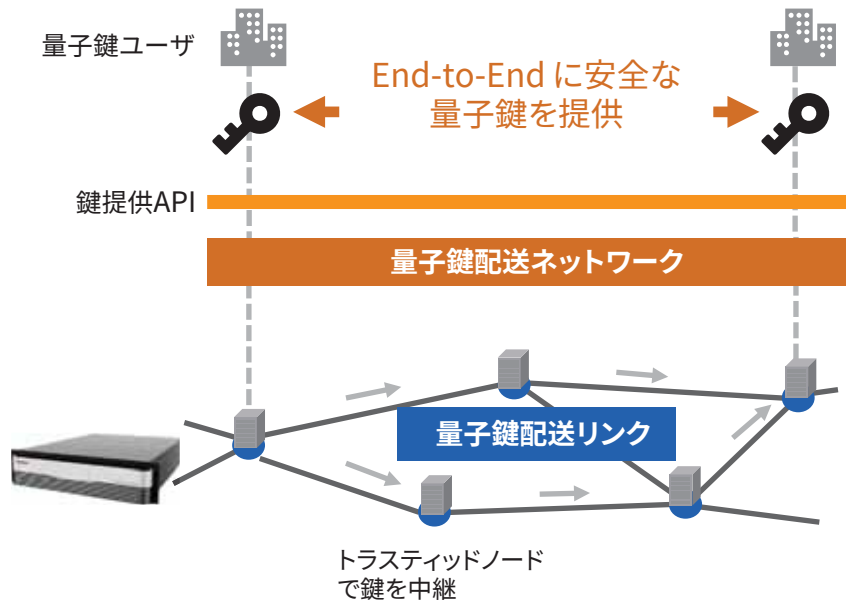 量子鍵ユーザ
End-to-End に安全な
量子鍵を提供
鍵提供API
量子鍵配送ネットワーク
量子鍵配送リンク
トラスティッドノード
で鍵を中継